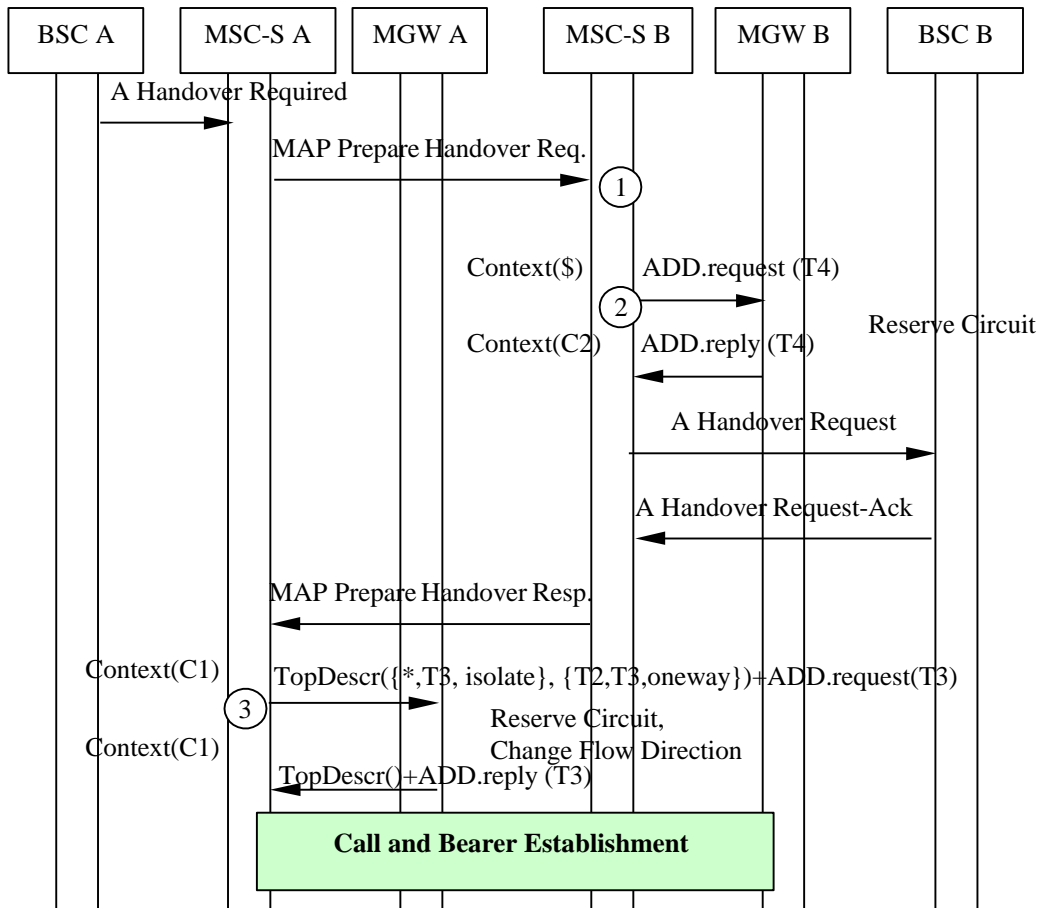 BSC A MSC-S A MGW A MSC-S B MGW B BSC B
A Handover Required
MAP Prepare Handover Req.
1
Context($) ADD.request (T4)
2
Reserve Circuit
Context(C2) ADD.reply (T4)
A Handover Request
A Handover Request-Ack
MAP Prepare Handover Resp.
Context(C1) TopDescr({*,T3, isolate}, {T2,T3,oneway})+ADD.request(T3)
3
Reserve Circuit,
Change Flow Direction
Context(C1)
TopDescr()+ADD.reply (T3)
Call and Bearer Establishment